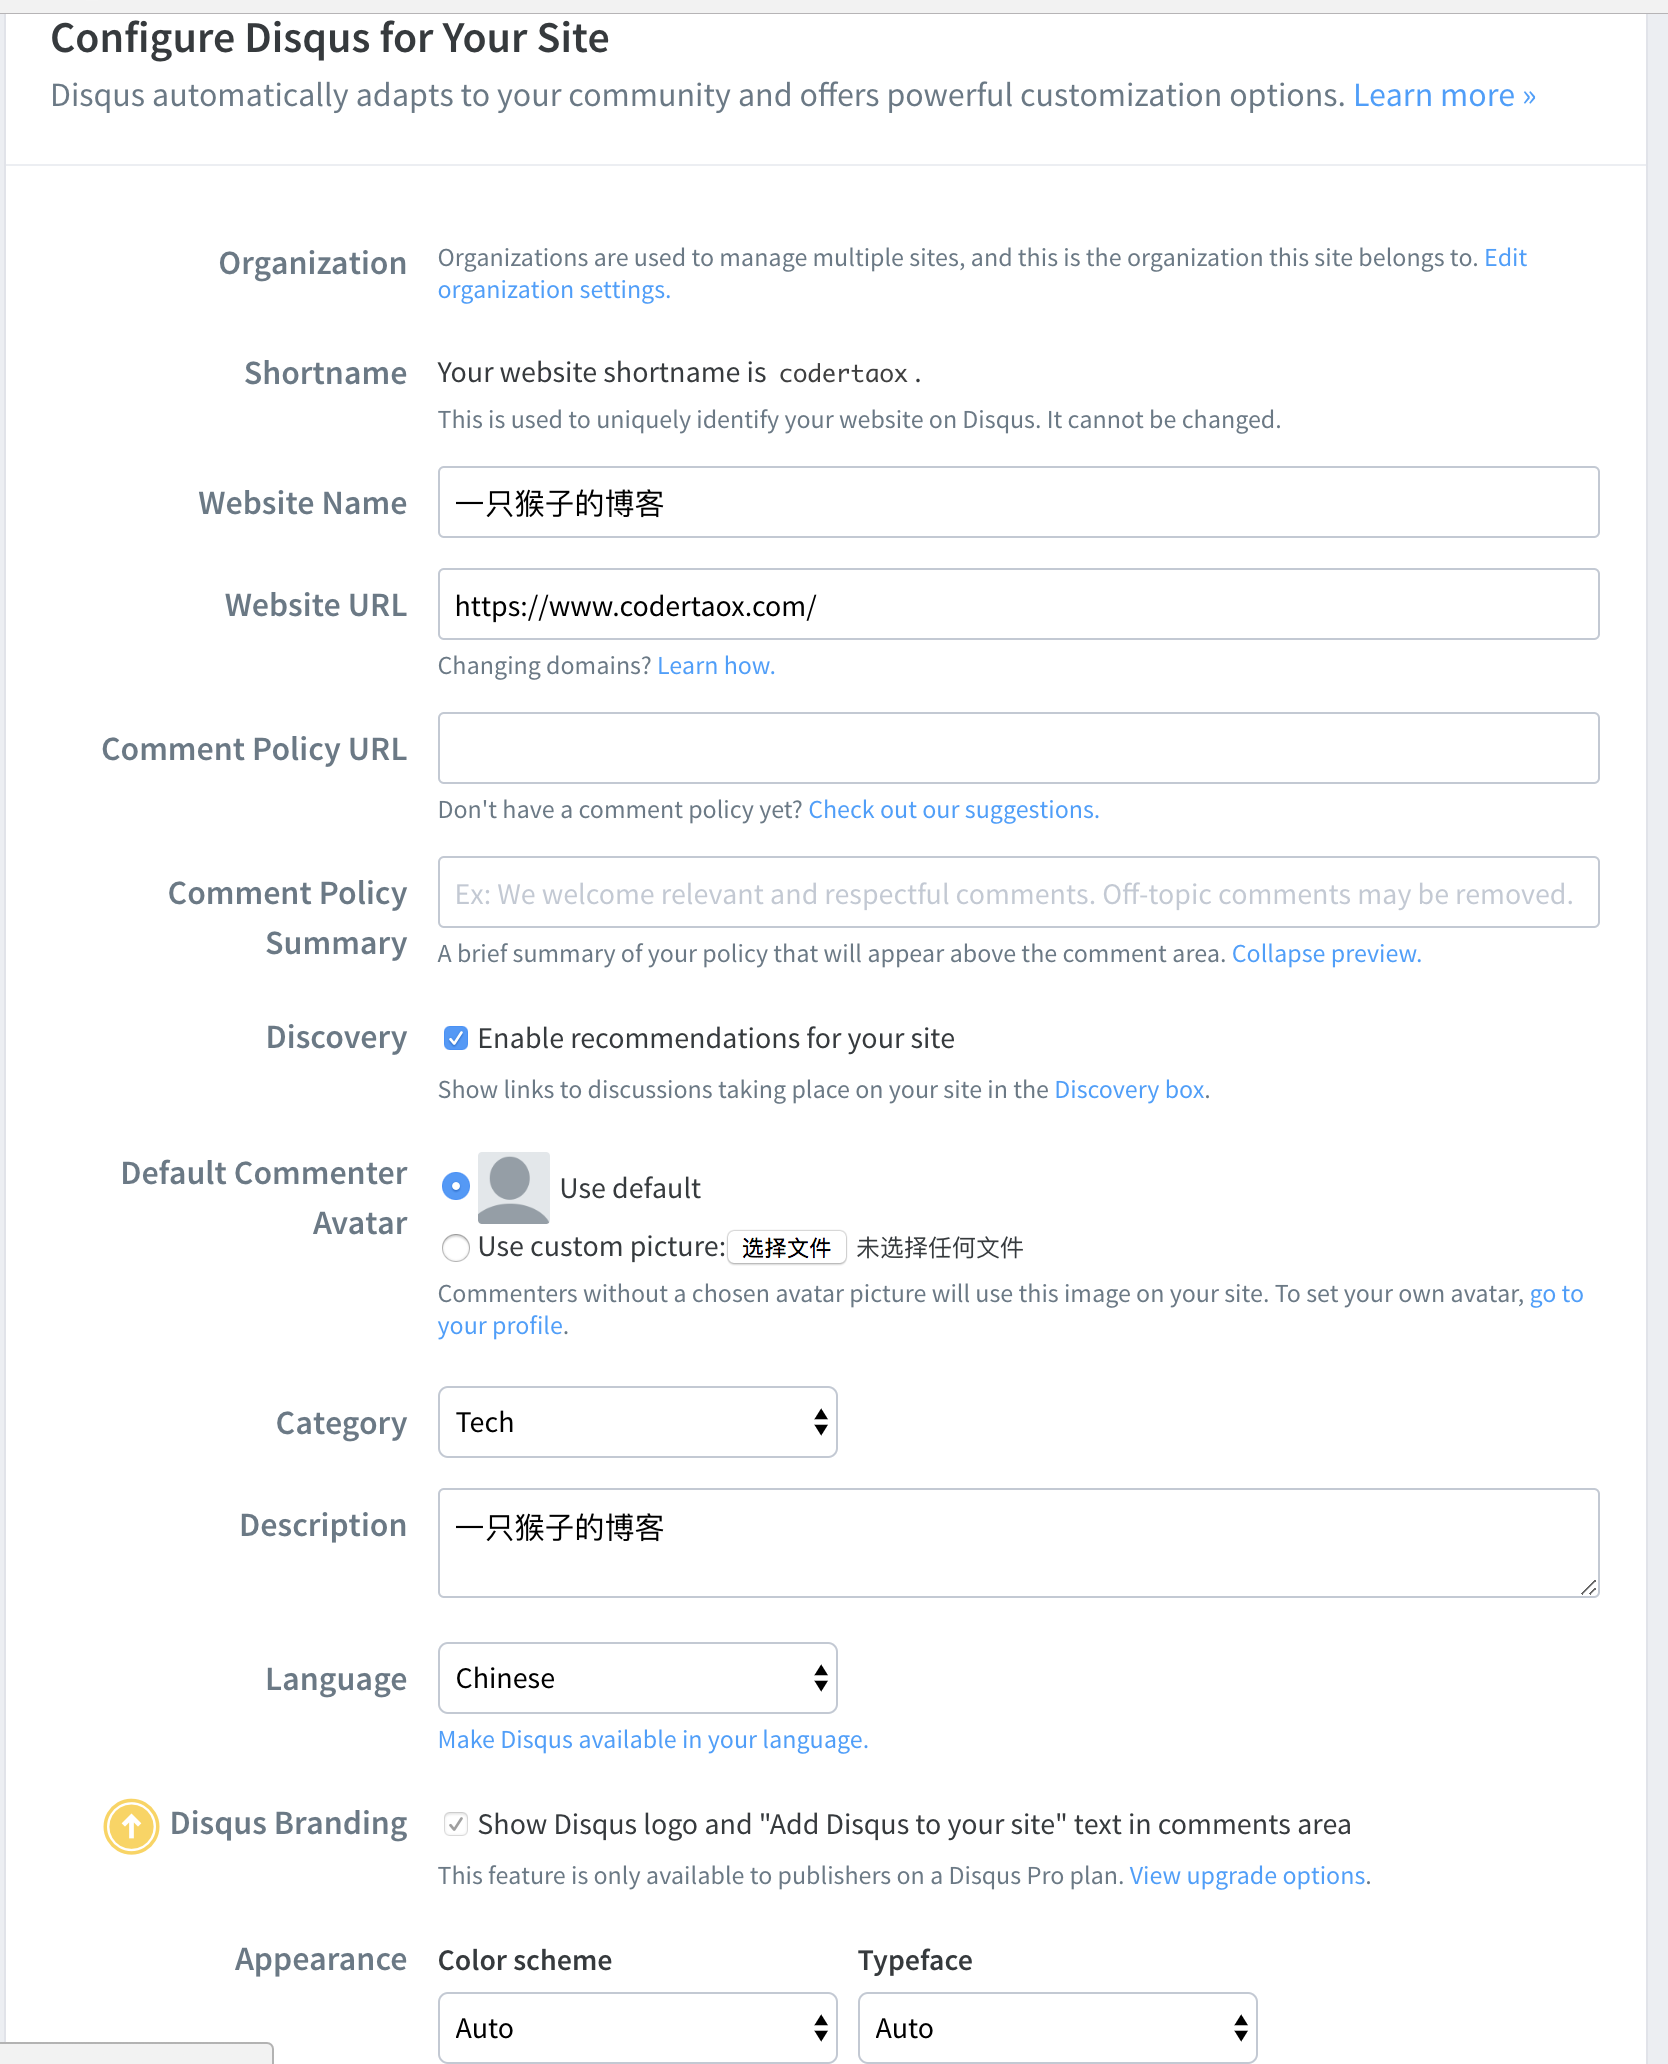 Configure Disqus for Your Site
Disqus automatically adapts to your community and offers powerful customization options. Learn more »
Organization
Organizations are used to manage multiple sites, and this is the organization this site belongs to. Edit
organization settings.
Shortname
Your website shortname is codertaox .
This is used to uniquely identify your website on Disqus. It cannot be changed.
Website Name
一只猴子的博客
Website URL
https://www.codertaox.com/
Changing domains? Learn how.
Comment Policy URL
Don't have a comment policy yet? Check out our suggestions.
Comment Policy
Summary
Ex: We welcome relevant and respectful comments. Off-topic comments may be removed.
A brief summary of your policy that will appear above the comment area. Collapse preview.
Discovery
Enable recommendations for your site
Show links to discussions taking place on your site in the Discovery box.
Default Commenter
Avatar
Use default
Use custom picture: 选择文件 未选择任何文件
Commenters without a chosen avatar picture will use this image on your site. To set your own avatar, go to
your profile.
Category
Tech
Description
一只猴子的博客
Language
Chinese
Make Disqus available in your language.
Disqus Branding
Show Disqus logo and "Add Disqus to your site" text in comments area
This feature is only available to publishers on a Disqus Pro plan. View upgrade options.
Appearance
Color scheme
Typeface
Auto
Auto